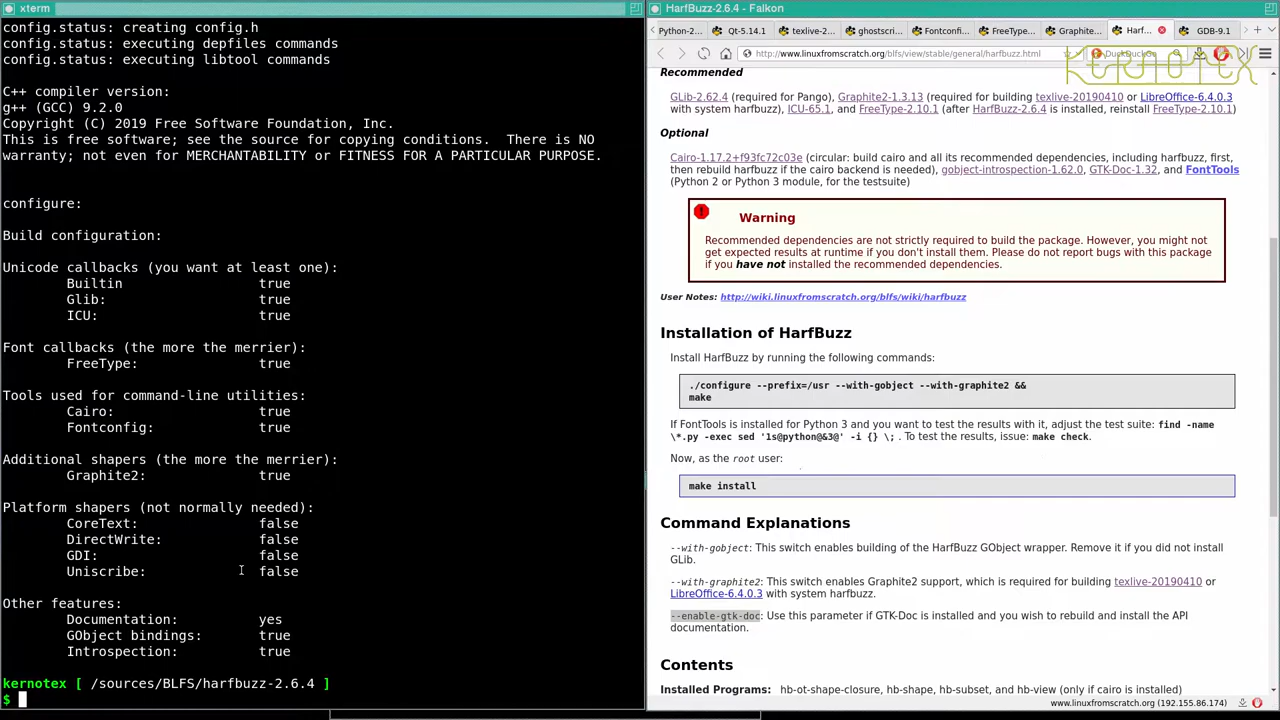 xterm
config.status: creating config.h
config.status: executing depfiles commands
config.status: executing libtool commands
C++ compiler version:
g++ (GCC) 9.2.0
Copyright (C) 2019 Free Software Foundation, Inc.
This is free software; see the source for copying conditions.  There is NO
warranty; not even for MERCHANTABILITY or FITNESS FOR A PARTICULAR PURPOSE.
configure:
Build configuration:
Unicode callbacks (you want at least one):
Builtin true
Glib: true
ICU: true
Font callbacks (the more the merrier):
FreeType: true
Tools used for command-line utilities:
Cairo: true
Fontconfig: true
Additional shapers (the more the merrier):
Graphite2: true
Platform shapers (not normally needed):
CoreText: false
DirectWrite: false
GDI: false
Uniscribe: false
Other features:
Documentation: yes
GObject bindings: true
Introspection: true
kernotex [ /sources/BLFS/harfbuzz-2.6.4 ]
$
HarfBuzz-2.6.4 - Falkon
Python-2... Qt-5.14.1 texlive-2... ghostscri... Fontconfi... FreeType... Graphite... Harf... GDB-9.1
http://www.linuxfromscratch.org/blfs/view/stable/general/harfbuzz.html DuckDuckGo
KERNOTEX
Recommended
GLib-2.62.4 (required for Pango), Graphite2-1.3.13 (required for building texlive-20190410 or LibreOffice-6.4.0.3
with system harfbuzz), ICU-65.1, and FreeType-2.10.1 (after HarfBuzz-2.6.4 is installed, reinstall FreeType-2.10.1)
Optional
Cairo-1.17.2+f93fc72c03e (circular: build cairo and all its recommended dependencies, including harfbuzz, first,
then rebuild harfbuzz if the cairo backend is needed), gobject-introspection-1.62.0, GTK-Doc-1.32, and FontTools
(Python 2 or Python 3 module, for the testsuite)
Warning
Recommended dependencies are not strictly required to build the package. However, you might not
get expected results at runtime if you don't install them. Please do not report bugs with this package
if you have not installed the recommended dependencies.
User Notes: http://wiki.linuxfromscratch.org/blfs/wiki/harfbuzz
Installation of HarfBuzz
Install HarfBuzz by running the following commands:
./configure --prefix=/usr --with-gobject --with-graphite2 &&
make
If FontTools is installed for Python 3 and you want to test the results with it, adjust the test suite: find -name
\*.py -exec sed '1s@python@&3@' -i {} \; . To test the results, issue: make check.
Now, as the root user:
make install
Command Explanations
--with-gobject: This switch enables building of the HarfBuzz GObject wrapper. Remove it if you did not install
GLib.
--with-graphite2: This switch enables Graphite2 support, which is required for building texlive-20190410 or
LibreOffice-6.4.0.3 with system harfbuzz.
--enable-gtk-doc: Use this parameter if GTK-Doc is installed and you wish to rebuild and install the API
documentation.
Contents
Installed Programs: hb-ot-shape-closure, hb-shape, hb-subset, and hb-view (only if cairo is installed)
www.linuxfromscratch.org (192.155.86.174)